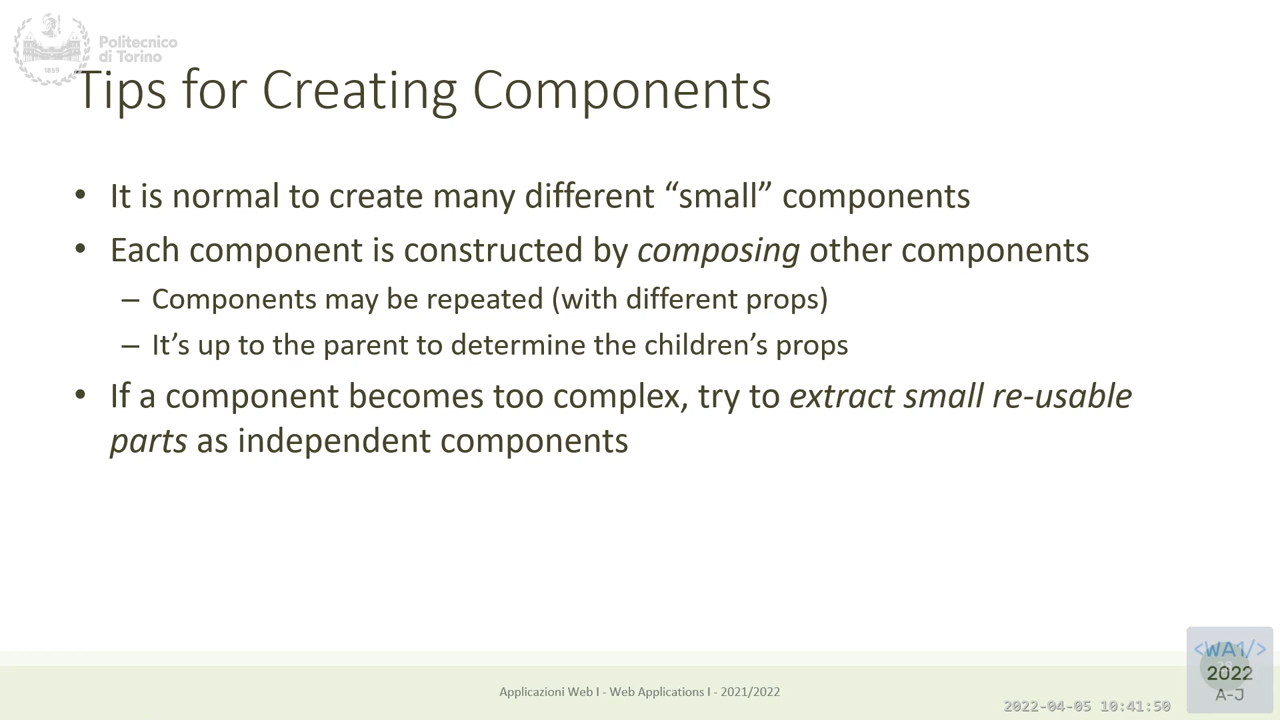 Politecnico
di Torino
1859
Tips for Creating Components
• It is normal to create many different “small” components
• Each component is constructed by composing other components
– Components may be repeated (with different props)
– It’s up to the parent to determine the children’s props
• If a component becomes too complex, try to extract small re-usable
parts as independent components
Applicazioni Web I - Web Applications I - 2021/2022
2022-04-05 10:41:50
<WA1/>
2022
A-J